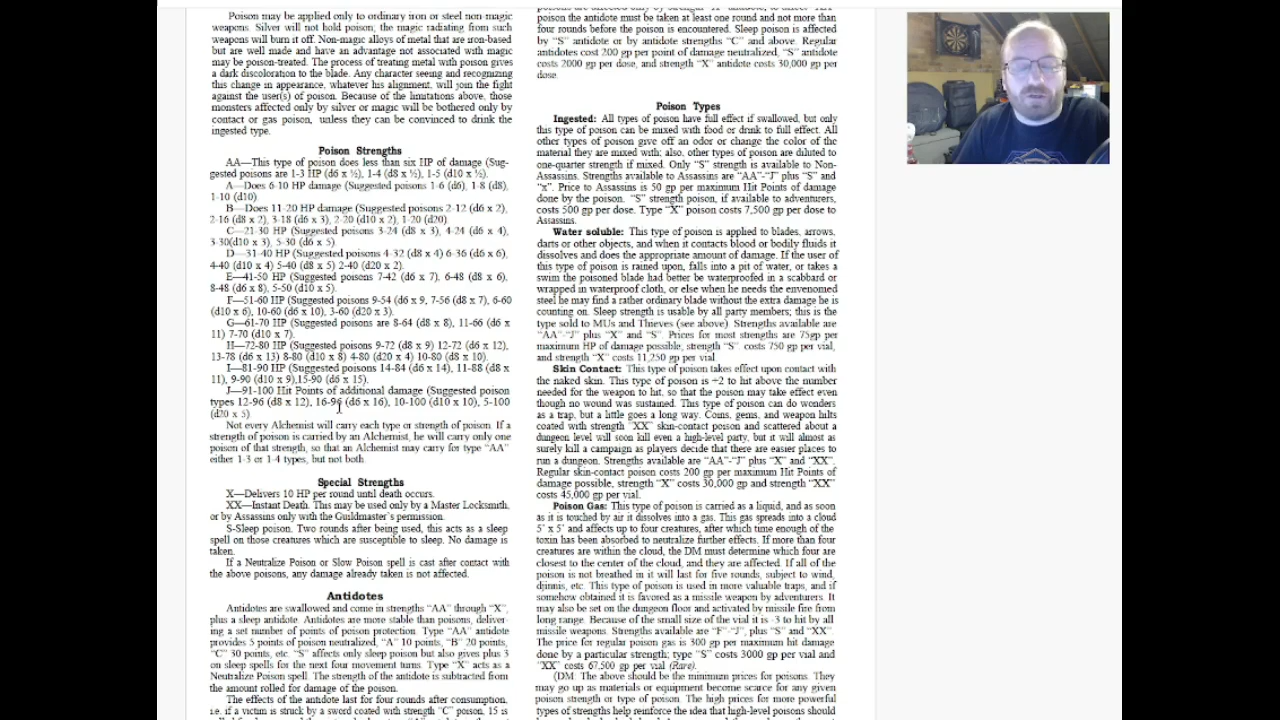 Poison may be applied only to ordinary iron or steel non-magic
weapons. Silver will not hold poison; the magic radiating from such
weapons will burn it off. Non-magic alloys of metal that are iron-based
but are well made and have an advantage not associated with magic
may be poison-treated. The process of treating metal with poison gives
a dark discoloration to the blade. Any character seeing and recognizing
this change in appearance, whatever his alignment, will join the fight
against the user(s) of poison. Because of the limitations above, those
monsters affected only by silver or magic will be bothered only by
contact or gas poison, unless they can be convinced to drink the
ingested type.
Poison Strengths
AA—This type of poison does less than six HP of damage (Sug-
gested poisons are 1-3 HP (d6 x ½), 1-4 (d8 x ½), 1-5 (d10 x ½).
A—Does 6-10 HP damage (Suggested poisons 1-6 (d6), 1-8 (d8),
1-10 (d10).
B—Does 11-20 HP damage (Suggested poisons 2-12 (d6 x 2),
2-16 (d8 x 2), 3-18 (d6 x 3), 2-20 (d10 x 2), 1-20 (d20)
C—21-30 HP (Suggested poisons 3-24 (d8 x 3), 4-24 (d6 x 4),
3-30(d10 x 3), 5-30 (d6 x 5)
D—31-40 HP (Suggested poisons 4-32 (d8 x 4) 6-36 (d6 x 6),
4-40 (d10 x 4) 5-40 (d8 x 5) 2-40 (d20 x 2).
E—41-50 HP (Suggested poisons 7-42 (d6 x 7), 6-48 (d8 x 6),
8-48 (d6 x 8), 5-50 (d10 x 5).
F—51-60 HP (Suggested poisons 9-54 (d6 x 9, 7-56 (d8 x 7), 6-60
(d10 x 6), 10-60 (d6 x 10), 3-60 (d20 x 3).
G—61-70 HP (Suggested poisons are 8-64 (d8 x 8), 11-66 (d6 x
11) 7-70 (d10 x 7)
H—72-80 HP (Suggested poisons 9-72 (d8 x 9) 12-72 (d6 x 12),
13-78 (d6 x 13) 8-80 (d10 x 8) 4-80 (d20 x 4) 10-80 (d8 x 10).
I—81-90 HP (Suggested poisons 14-84 (d6 x 14), 11-88 (d8 x
11), 9-90 (d10 x 9),15-90 (d6 x 15).
J—91-100 Hit Points of additional damage (Suggested poison
types 12-96 (d8 x 12), 16-96 (d6 x 16), 10-100 (d10 x 10), 5-100
(d20 x 5)
Not every Alchemist will carry each type or strength of poison. If a
strength of poison is carried by an Alchemist, he will carry only one
poison of that strength, so that an Alchemist may carry for type "AA"
either 1-3 or 1-4 types, but not both.
Special Strengths
X—Delivers 10 HP per round until death occurs.
XX—Instant Death. This may be used only by a Master Locksmith,
or by Assassins only with the Guildmaster's permission.
S-Sleep poison. Two rounds after being used, this acts as a sleep
spell on those creatures which are susceptible to sleep. No damage is
taken.
If a Neutralize Poison or Slow Poison spell is cast after contact with
the above poisons, any damage already taken is not affected.
Antidotes
Antidotes are swallowed and come in strengths "AA" through "X",
plus a sleep antidote. Antidotes are more stable than poisons, deliver-
ing a set number of points of poison protection. Type "AA" antidote
provides 5 points of poison neutralized, "A" 10 points, "B" 20 points,
"C" 30 points, etc. "S" affects only sleep poison but also gives plus 3
on sleep spells for the next four movement turns. Type "X" acts as a
Neutralize Poison spell. The strength of the antidote is subtracted from
the amount rolled for damage of the poison.
The effects of the antidote last for four rounds after consumption,
i.e. if a victim is struck by a sword coated with strength "C" poison, 15 is
poison the antidote must be taken at least one round and not more than
four rounds before the poison is encountered. Sleep poison is affected
by "S" antidote or by antidote strengths "C" and above. Regular
antidotes cost 200 gp per point of damage neutralized, "S" antidote
costs 2000 gp per dose, and strength "X" antidote costs 30,000 gp per
dose.
Poison Types
Ingested: All types of poison have full effect if swallowed, but only
this type of poison can be mixed with food or drink to full effect. All
other types of poison give off an odor or change the color of the
material they are mixed with; also, other types of poison are diluted to
one-quarter strength if mixed. Only "S" strength is available to Non-
Assassins. Strengths available to Assassins are "AA"-"J" plus "S" and
"x". Price to Assassins is 50 gp per maximum Hit Points of damage
done by the poison. "S" strength poison, if available to adventurers,
costs 500 gp per dose. Type "X" poison costs 7,500 gp per dose to
Assassins.
Water soluble: This type of poison is applied to blades, arrows,
darts or other objects, and when it contacts blood or bodily fluids it
dissolves and does the appropriate amount of damage. If the user of
this type of poison is rained upon, falls into a pit of water, or takes a
swim the poisoned blade had better be waterproofed in a scabbard or
wrapped in waterproof cloth, or else when he needs the envenomed
steel he may find a rather ordinary blade without the extra damage he is
counting on. Sleep strength is usable by all party members; this is the
type sold to MUs and Thieves (see above). Strengths available are
"AA"-"J" plus "X" and "S". Prices for most strengths are 75gp per
maximum HP of damage possible, strength "S" costs 750 gp per vial,
and strength "X" costs 11,250 gp per vial
Skin Contact: This type of poison takes effect upon contact with
the naked skin. This type of poison is +2 to hit above the number
needed for the weapon to hit, so that the poison may take effect even
though no wound was sustained. This type of poison can do wonders
as a trap, but a little goes a long way. Coins, gems, and weapon hilts
coated with strength "XX" skin-contact poison and scattered about a
dungeon level will soon kill even a high-level party, but it will almost as
surely kill a campaign as players decide that there are easier places to
run a dungeon. Strengths available are "AA"-"J" plus "X" and "XX".
Regular skin-contact poison costs 200 gp per maximum Hit Points of
damage possible, strength "X" costs 30,000 gp and strength "XX"
costs 45,000 gp per vial.
Poison Gas: This type of poison is carried as a liquid, and as soon
as it is touched by air it dissolves into a gas. This gas spreads into a cloud
5' x 5' and affects up to four creatures, after which time enough of the
toxin has been absorbed to neutralize further effects. If more than four
creatures are within the cloud, the DM must determine which four are
closest to the center of the cloud, and they are affected. If all of the
poison is not breathed in it will last for five rounds, subject to wind,
djinnis, etc. This type of poison is used in more valuable traps, and if
somehow obtained it is favored as a missile weapon by adventurers. It
may also be set on the dungeon floor and activated by missile fire from
long range. Because of the small size of the vial it is -3 to hit by all
missile weapons. Strengths available are "F"-"J", plus "S" and "XX".
The price for regular poison gas is 300 gp per maximum hit damage
done by a particular strength; type "S" costs 3000 gp per vial and
"XX" costs 67,500 gp per vial (Rare).
(DM: The above should be the minimum prices for poisons. They
may go up as materials or equipment become scarce for any given
poison strength or type of poison. The high prices for more powerful
types of strengths help reinforce the idea that high-level poisons should